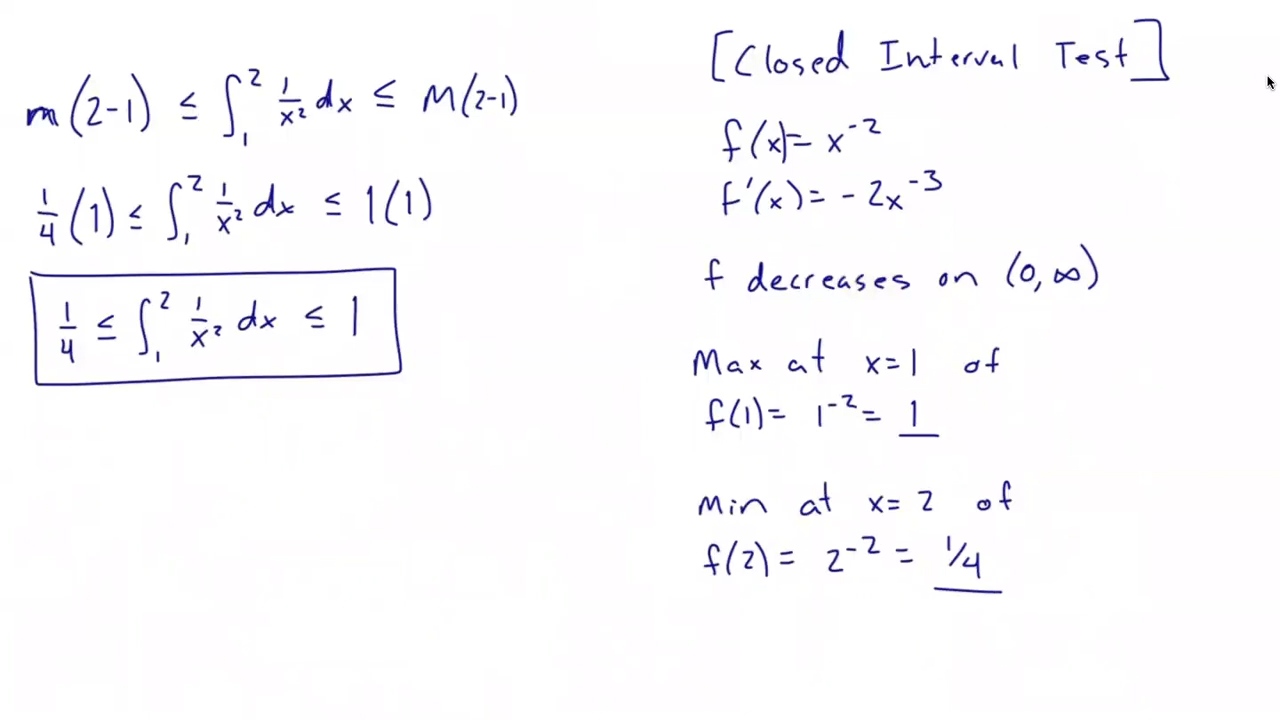 m(2-1) ≤ ∫₁² 1/x² dx ≤ M(2-1)
1/4 (1) ≤ ∫₁² 1/x² dx ≤ 1(1)
1/4 ≤ ∫₁² 1/x² dx ≤ 1
[Closed Interval Test]
f(x) = x⁻²
f'(x) = -2x⁻³
f decreases on (0, ∞)
Max at x=1 of
f(1) = 1⁻² = 1
Min at x=2 of
f(2) = 2⁻² = 1/4